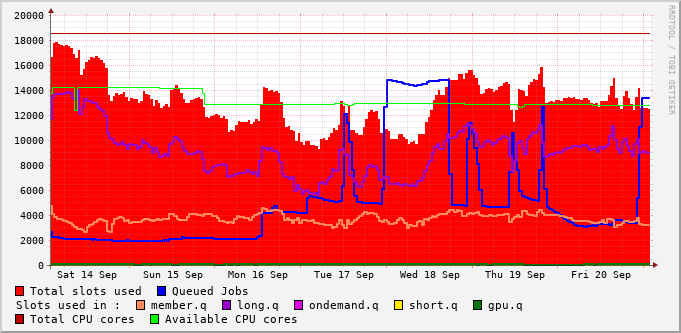 20000
18000
16000
14000
12000
10000
8000
6000
4000
2000
0
Sat 14 Sep Sun 15 Sep Mon 16 Sep Tue 17 Sep Wed 18 Sep Thu 19 Sep Fri 20 Sep
Total slots used Queued Jobs
Slots used in : member.q long.q ondemand.q short.q gpu.q
Total CPU cores Available CPU cores
RRDTOOL / TOBI OETIKER